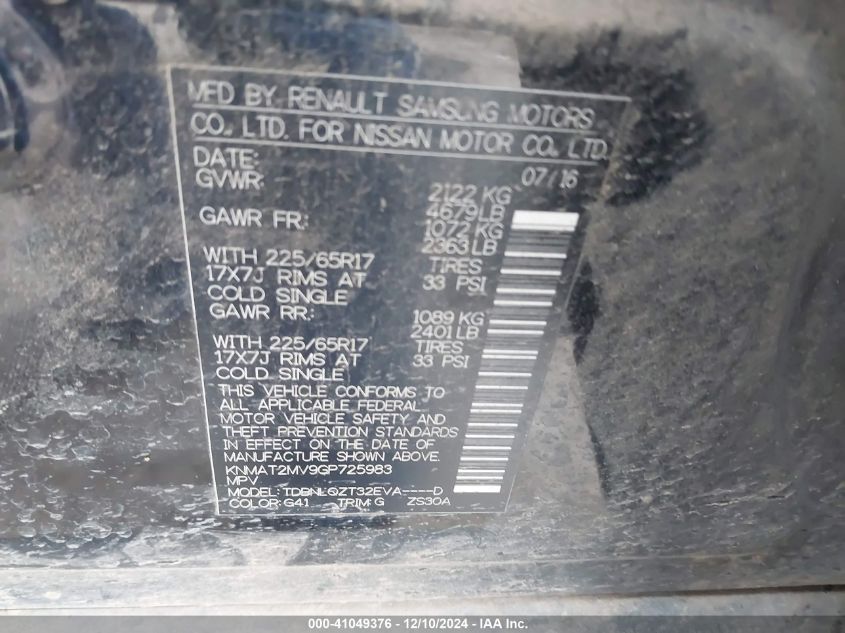 MFD BY RENAULT SAMSUNG MOTORS
CO., LTD. FOR NISSAN MOTOR CO., LTD.
DATE: 07/16
GVWR: 2122 KG
4679 LB
GAWR FR: 1072 KG
2363 LB
WITH 225/65R17 TIRES
17X7J RIMS AT 33 PSI
COLD SINGLE
GAWR RR: 1089 KG
2401 LB
WITH 225/65R17 TIRES
17X7J RIMS AT 33 PSI
COLD SINGLE
THIS VEHICLE CONFORMS TO
ALL APPLICABLE FEDERAL
MOTOR VEHICLE SAFETY AND
THEFT PREVENTION STANDARDS
IN EFFECT ON THE DATE OF
MANUFACTURE SHOWN ABOVE.
KNMAT2MV9GP725983
MPV
MODEL: TDBNLQZT32EVA----D
COLOR: G41 TRIM: G ZS30A
000-41049376 - 12/10/2024 - IAA Inc.